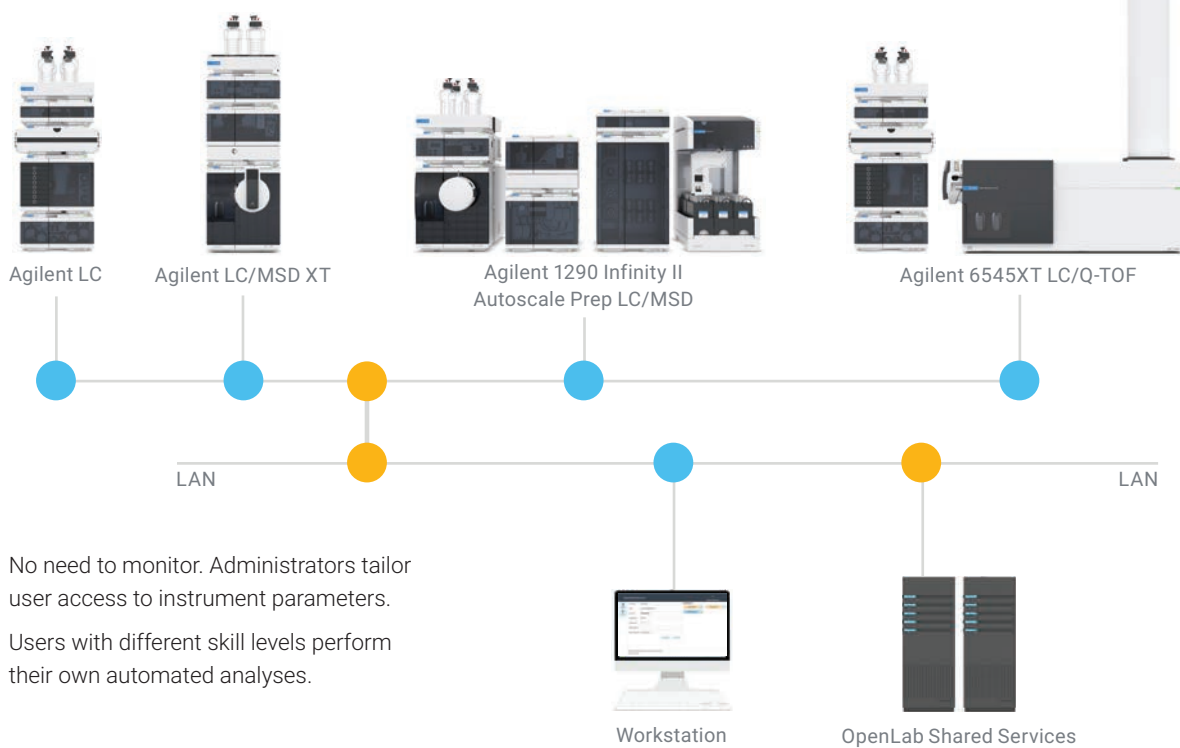 Agilent LC
Agilent LC/MSD XT
Agilent 1290 Infinity II
Autoscale Prep LC/MSD
Agilent 6545XT LC/Q-TOF
LAN
LAN
No need to monitor. Administrators tailor
user access to instrument parameters.
Users with different skill levels perform
their own automated analyses.
Workstation
OpenLab Shared Services